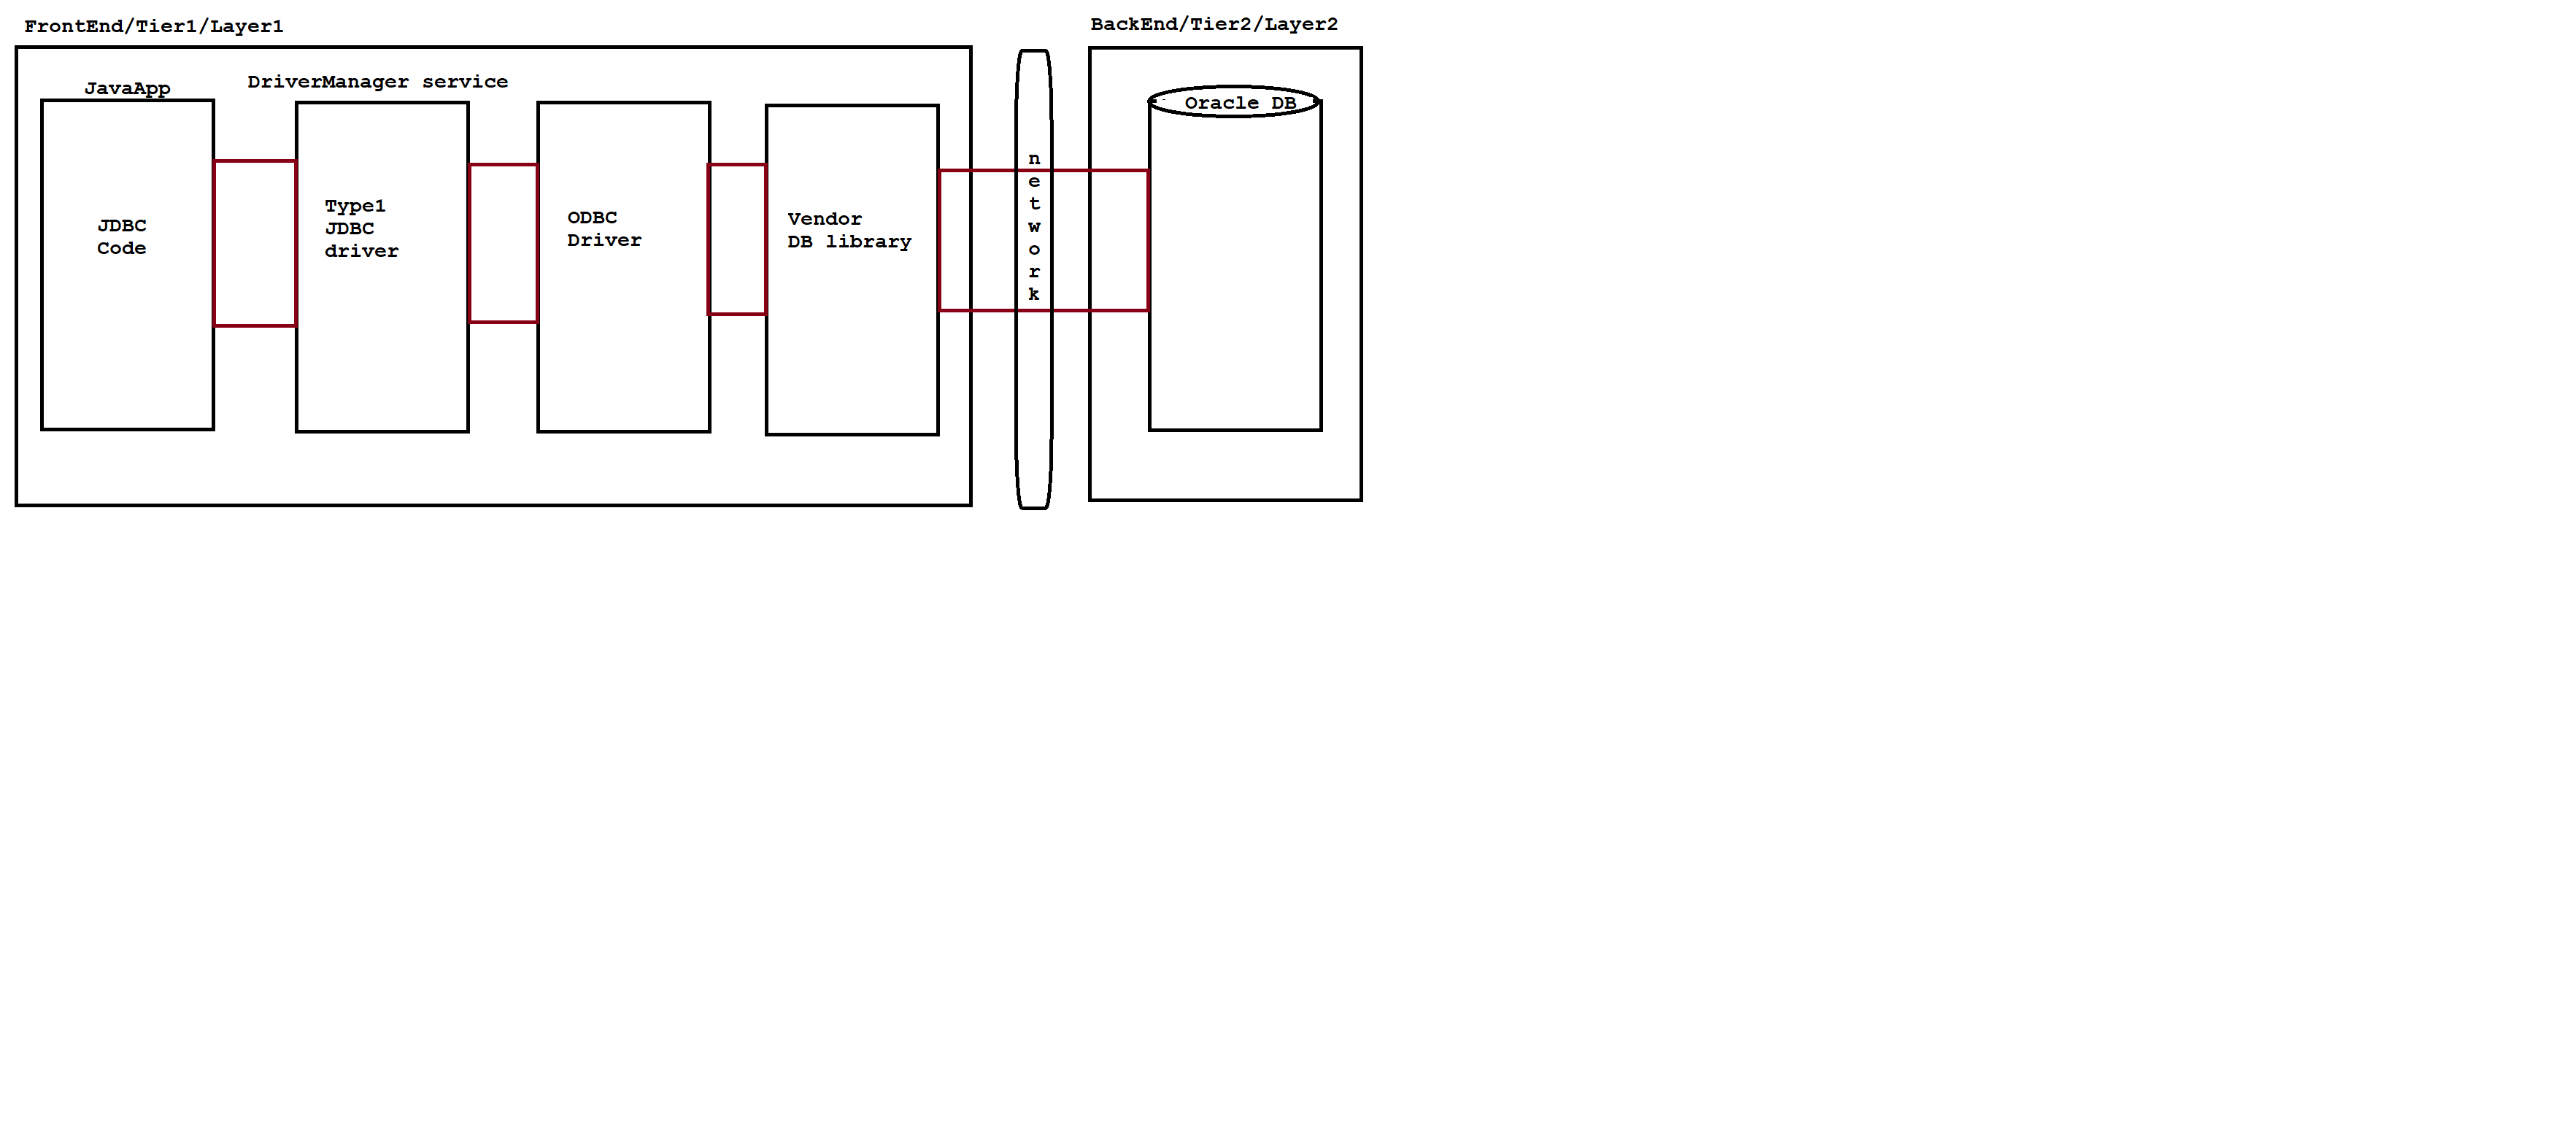 FrontEnd/Tier1/Layer1
BackEnd/Tier2/Layer2
JavaApp
DriverManager service
Oracle DB
JDBC
Code
Type1
JDBC
driver
ODBC
Driver
Vendor
DB library
n
e
t
w
o
r
k